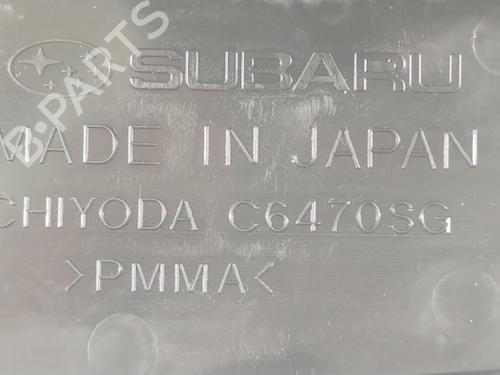 SUBARU
MADE IN JAPAN
CHIYODA C6470SG
>PMMA<
B-PARTS